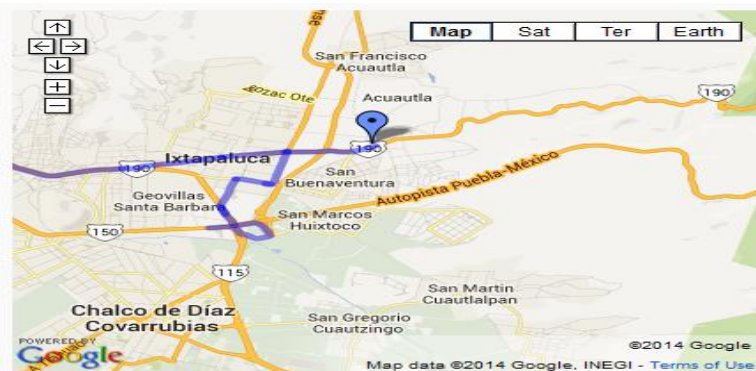 Map
Sat
Ter
Earth
San Francisco
Acuautla
Acuautla
190
190
Ixtapaluca
190
San
Buenaventura
Autopista Puebla-México
Geovillas
Santa Barbara
San Marcos
Huixtoco
150
115
San Martin
Cuautlalpan
Chalco de Díaz
Covarrubias
San Gregorio
Cuautzingo
POWERED BY
Google
©2014 Google
Map data ©2014 Google, INEGI - Terms of Use